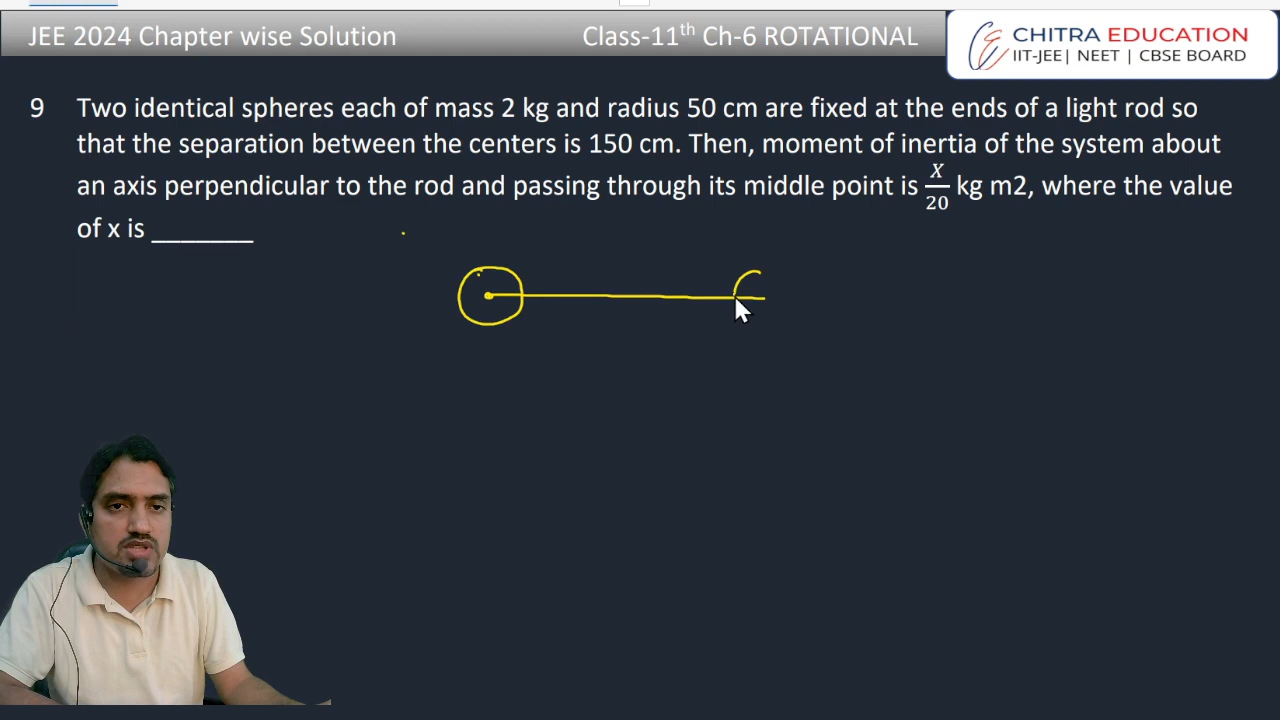 JEE 2024 Chapter wise Solution
Class-11th Ch-6 ROTATIONAL
CHITRA EDUCATION
IIT-JEE| NEET | CBSE BOARD
9 Two identical spheres each of mass 2 kg and radius 50 cm are fixed at the ends of a light rod so
that the separation between the centers is 150 cm. Then, moment of inertia of the system about
an axis perpendicular to the rod and passing through its middle point is X/20 kg m2, where the value
of x is _______